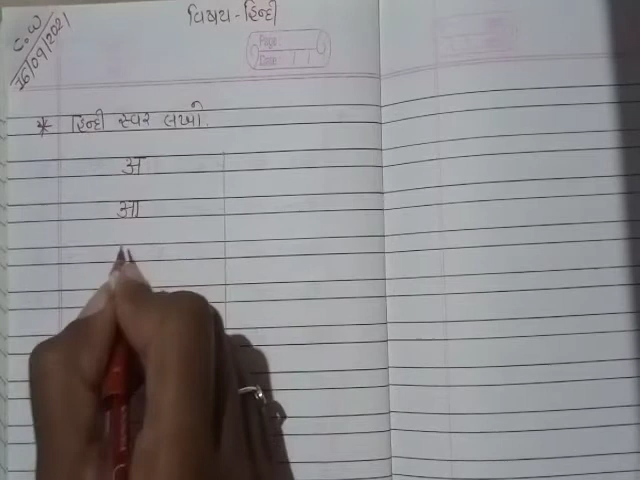 C.W
16/09/2021
વિષય - હિન્દી
Page :
Date : / /
* હિન્દી સ્વર લખો.
अ
आ